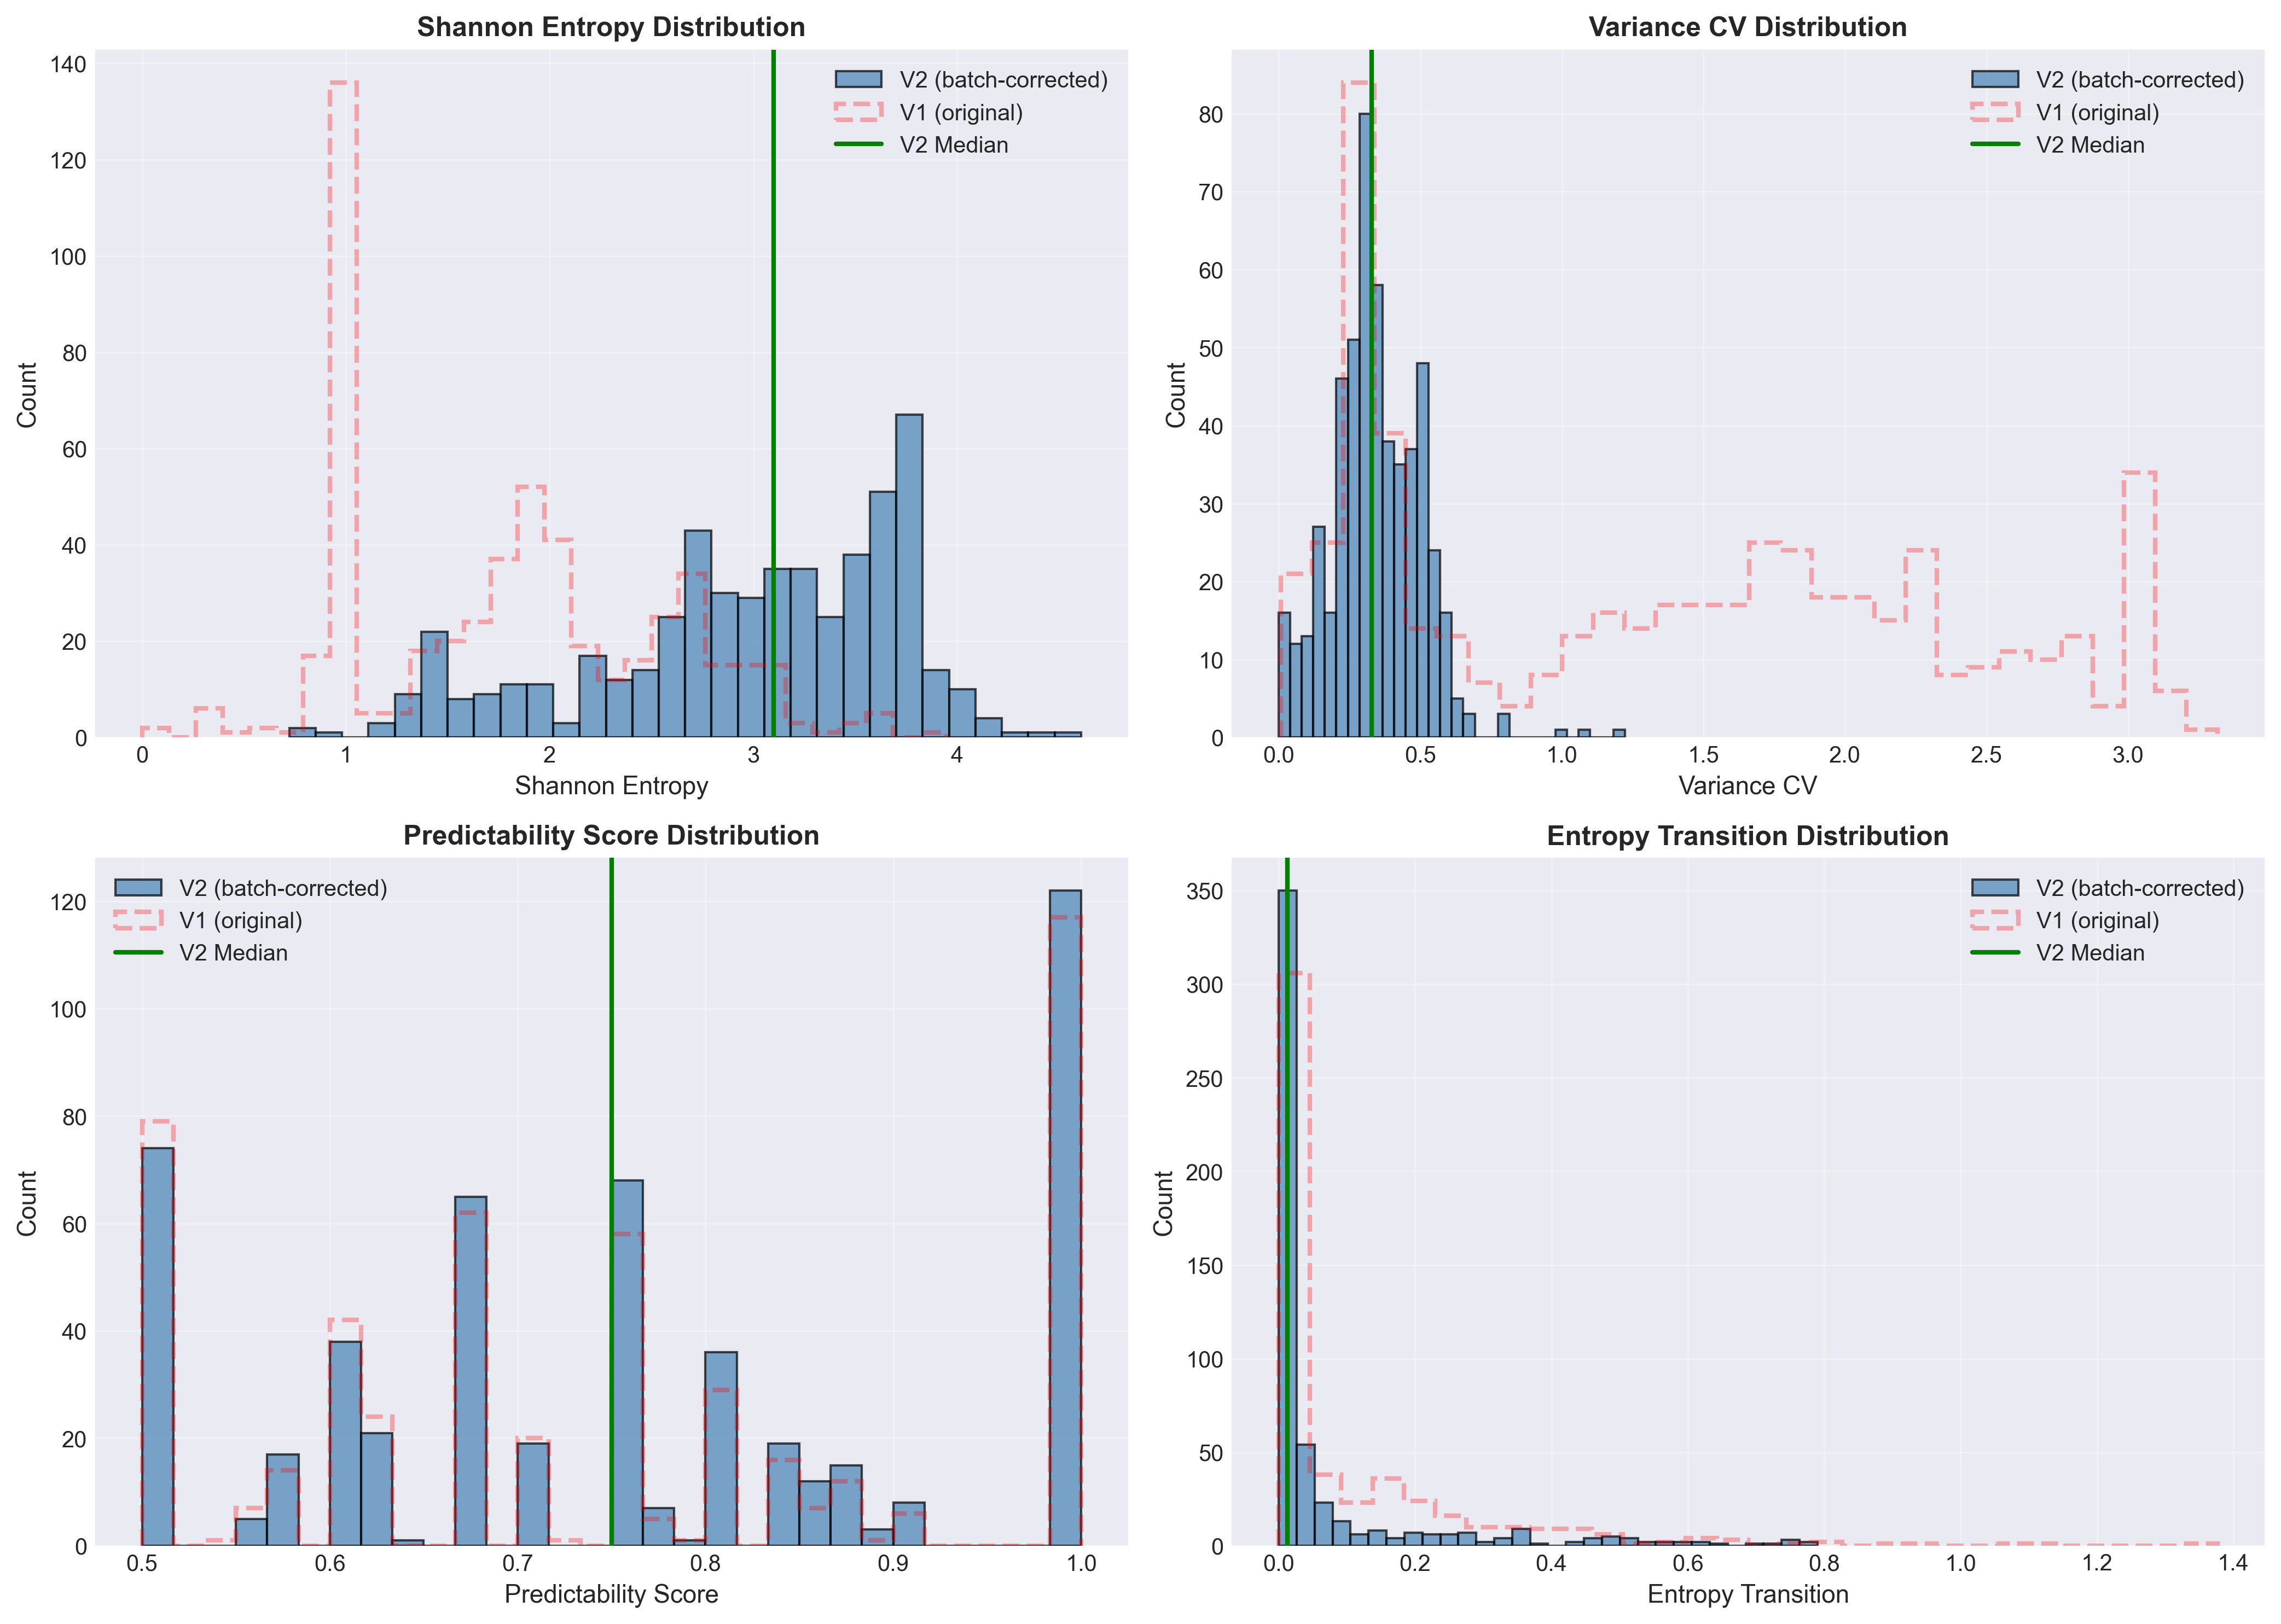 Shannon Entropy Distribution
140
120
100
80
60
40
20
0
Count
0 1 2 3 4
Shannon Entropy
V2 (batch-corrected)
V1 (original)
V2 Median
Variance CV Distribution
80
70
60
50
40
30
20
10
0
Count
0.0 0.5 1.0 1.5 2.0 2.5 3.0
Variance CV
V2 (batch-corrected)
V1 (original)
V2 Median
Predictability Score Distribution
120
100
80
60
40
20
0
Count
0.5 0.6 0.7 0.8 0.9 1.0
Predictability Score
V2 (batch-corrected)
V1 (original)
V2 Median
Entropy Transition Distribution
350
300
250
200
150
100
50
0
Count
0.0 0.2 0.4 0.6 0.8 1.0 1.2 1.4
Entropy Transition
V2 (batch-corrected)
V1 (original)
V2 Median